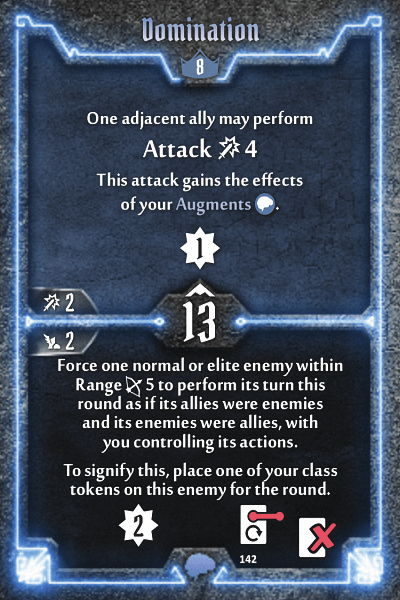 Domination
8
One adjacent ally may perform
Attack 4
This attack gains the effects
of your Augments.
1
2
13
2
Force one normal or elite enemy within
Range 5 to perform its turn this
round as if its allies were enemies
and its enemies were allies, with
you controlling its actions.
To signify this, place one of your class
tokens on this enemy for the round.
2
142